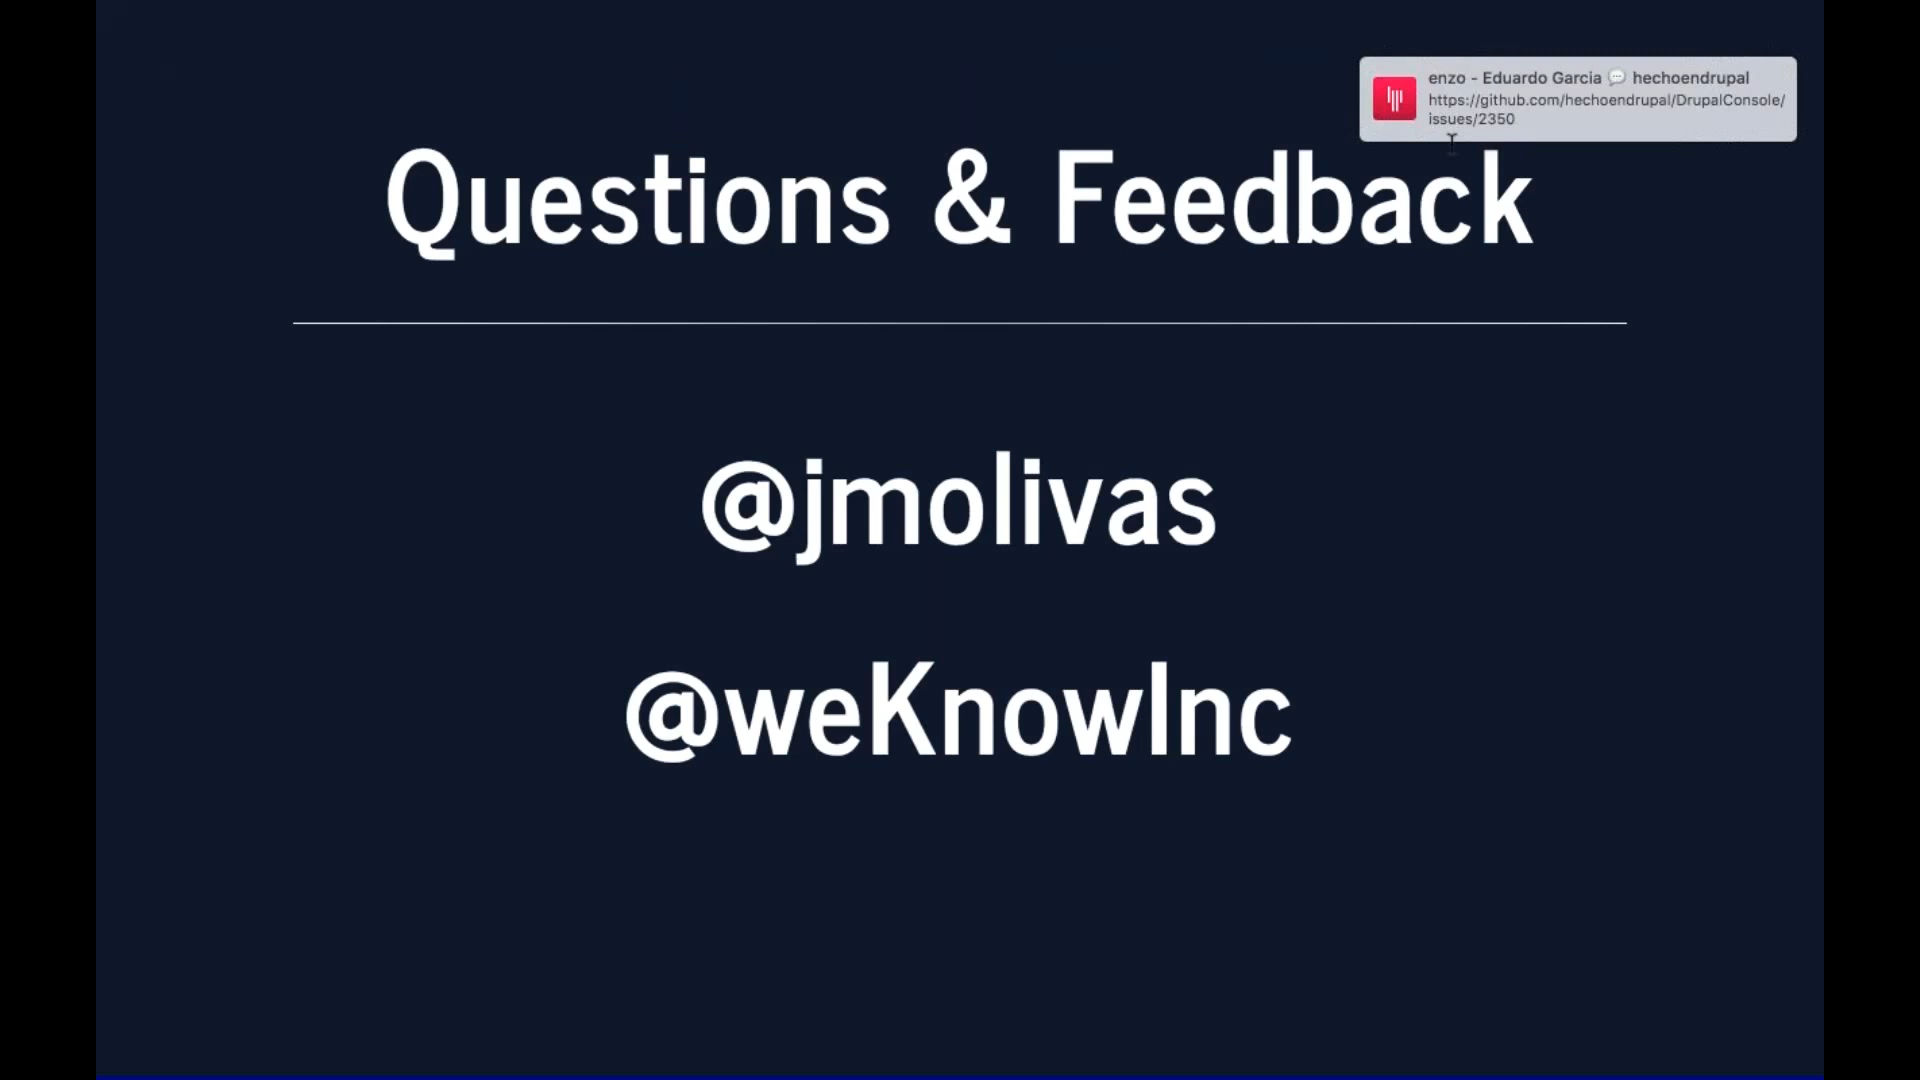 enzo - Eduardo Garcia 💬 hechoendrupal
https://github.com/hechoendrupal/DrupalConsole/
issues/2350
Questions & Feedback
@jmolivas
@weKnowInc